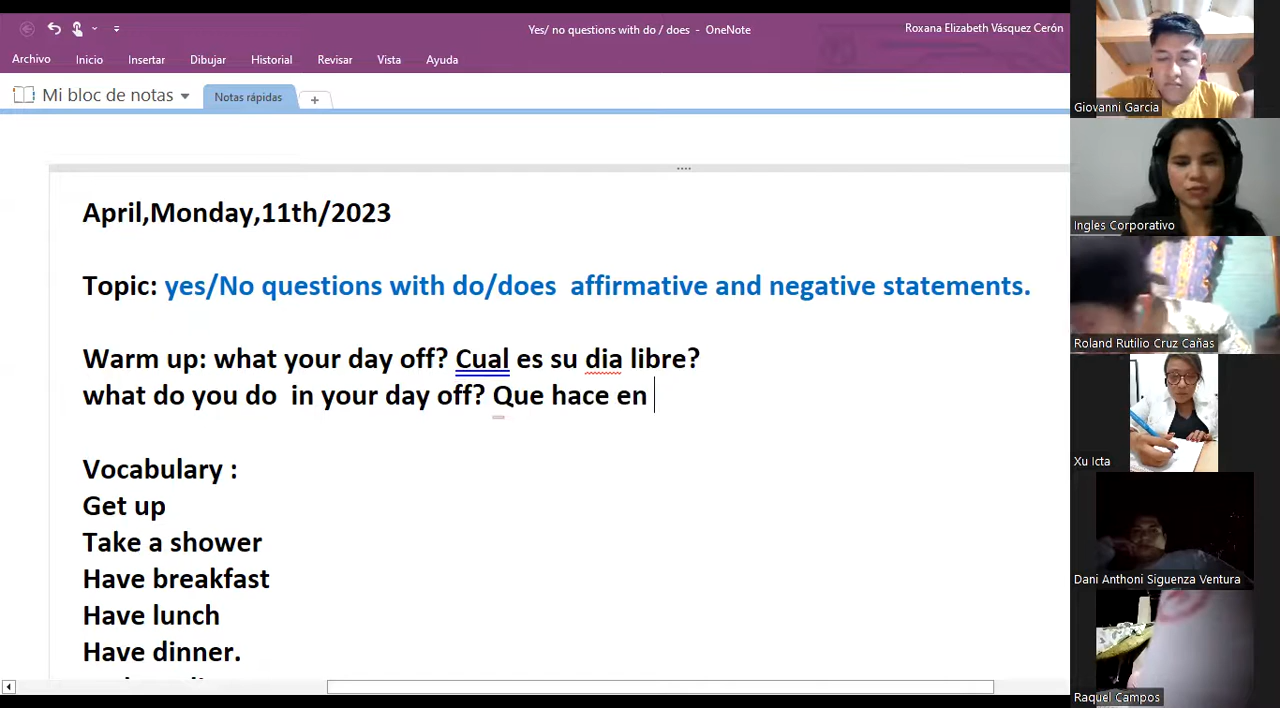 Yes/ no questions with do / does - OneNote
Roxana Elizabeth Vásquez Cerón
Archivo Inicio Insertar Dibujar Historial Revisar Vista Ayuda
Mi bloc de notas
Notas rápidas
April,Monday,11th/2023
Topic: yes/No questions with do/does affirmative and negative statements.
Warm up: what your day off? Cual es su dia libre?
what do you do in your day off? Que hace en
Vocabulary :
Get up
Take a shower
Have breakfast
Have lunch
Have dinner.
Giovanni Garcia
Ingles Corporativo
Roland Rutilio Cruz Cañas
Xu Icta
Dani Anthoni Siguenza Ventura
Raquel Campos